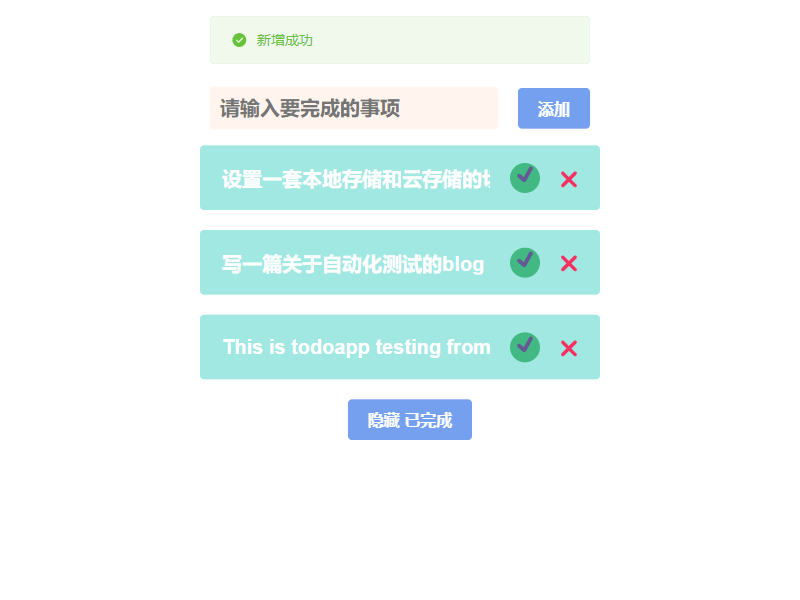 新增成功
请输入要完成的事项
添加
设置一套本地存储和云存储的
写一篇关于自动化测试的blog
This is todoapp testing from
隐藏 已完成